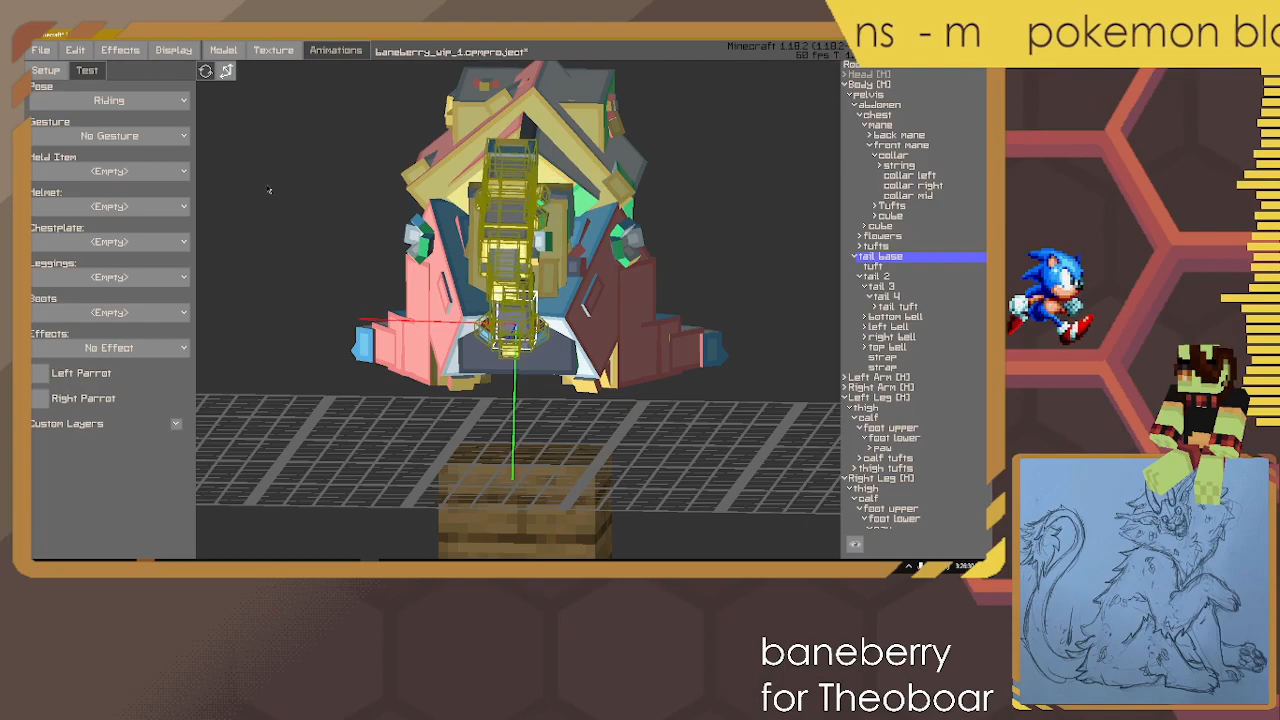 ns - m pokemon blo
File Edit Effects Display Model Texture Animations baneberry_wip_1.cpmproject*
Setup Test
Pose
Riding
Gesture
No Gesture
Held Item
<Empty>
Helmet:
<Empty>
Chestplate:
<Empty>
Leggings:
<Empty>
Boots
<Empty>
Effects:
No Effect
Left Parrot
Right Parrot
Custom Layers
Head [M]
Body [M]
pelvis
abdomen
chest
mane
back mane
front mane
collar
string
collar left
collar right
collar mid
Tufts
cube
cube
flowers
tufts
tail base
tuft
tail 2
tail 3
tail 4
tail tuft
bottom bell
left bell
right bell
top bell
strap
strap
Left Arm [M]
Right Arm [M]
Left Leg [M]
thigh
calf
foot upper
foot lower
paw
calf tufts
thigh tufts
Right Leg [M]
thigh
calf
foot upper
foot lower
baneberry
for Theoboar